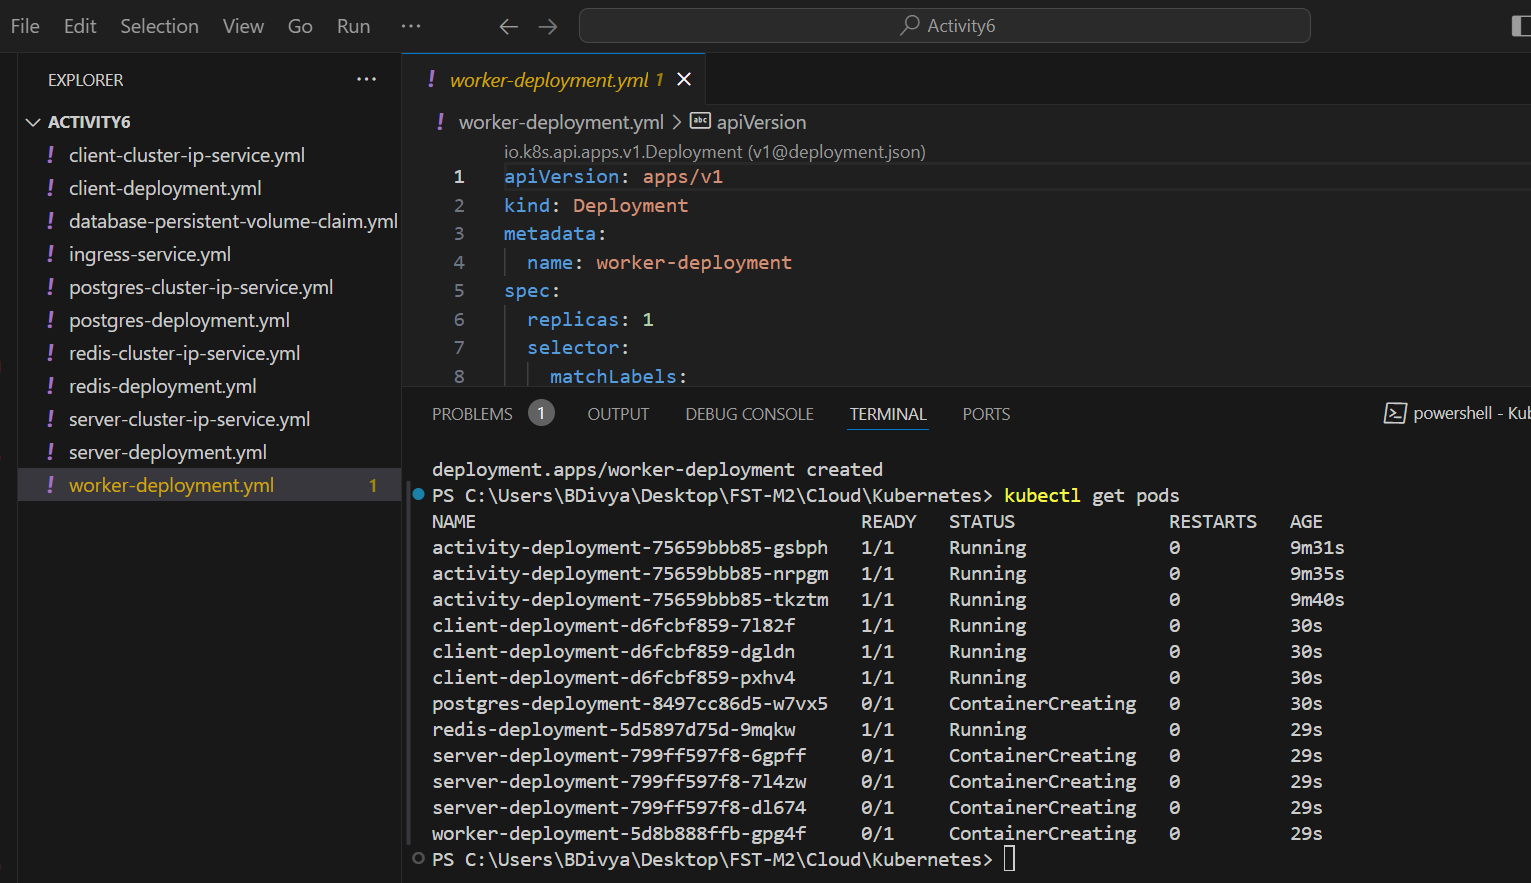 File Edit Selection View Go Run ··· Activity6
EXPLORER ···
ACTIVITY6
! client-cluster-ip-service.yml
! client-deployment.yml
! database-persistent-volume-claim.yml
! ingress-service.yml
! postgres-cluster-ip-service.yml
! postgres-deployment.yml
! redis-cluster-ip-service.yml
! redis-deployment.yml
! server-cluster-ip-service.yml
! server-deployment.yml
! worker-deployment.yml 1
! worker-deployment.yml 1
! worker-deployment.yml > abc apiVersion
io.k8s.api.apps.v1.Deployment (v1@deployment.json)
1 apiVersion: apps/v1
2 kind: Deployment
3 metadata:
4 name: worker-deployment
5 spec:
6 replicas: 1
7 selector:
8 matchLabels:
PROBLEMS 1 OUTPUT DEBUG CONSOLE TERMINAL PORTS powershell - Kub
deployment.apps/worker-deployment created
PS C:\Users\BDivya\Desktop\FST-M2\Cloud\Kubernetes> kubectl get pods
NAME READY STATUS RESTARTS AGE
activity-deployment-75659bbb85-gsbph 1/1 Running 0 9m31s
activity-deployment-75659bbb85-nrpgm 1/1 Running 0 9m35s
activity-deployment-75659bbb85-tkztm 1/1 Running 0 9m40s
client-deployment-d6fcbf859-7l82f 1/1 Running 0 30s
client-deployment-d6fcbf859-dgldn 1/1 Running 0 30s
client-deployment-d6fcbf859-pxhv4 1/1 Running 0 30s
postgres-deployment-8497cc86d5-w7vx5 0/1 ContainerCreating 0 30s
redis-deployment-5d5897d75d-9mqkw 1/1 Running 0 29s
server-deployment-799ff597f8-6gpff 0/1 ContainerCreating 0 29s
server-deployment-799ff597f8-7l4zw 0/1 ContainerCreating 0 29s
server-deployment-799ff597f8-dl674 0/1 ContainerCreating 0 29s
worker-deployment-5d8b888ffb-gpg4f 0/1 ContainerCreating 0 29s
PS C:\Users\BDivya\Desktop\FST-M2\Cloud\Kubernetes>